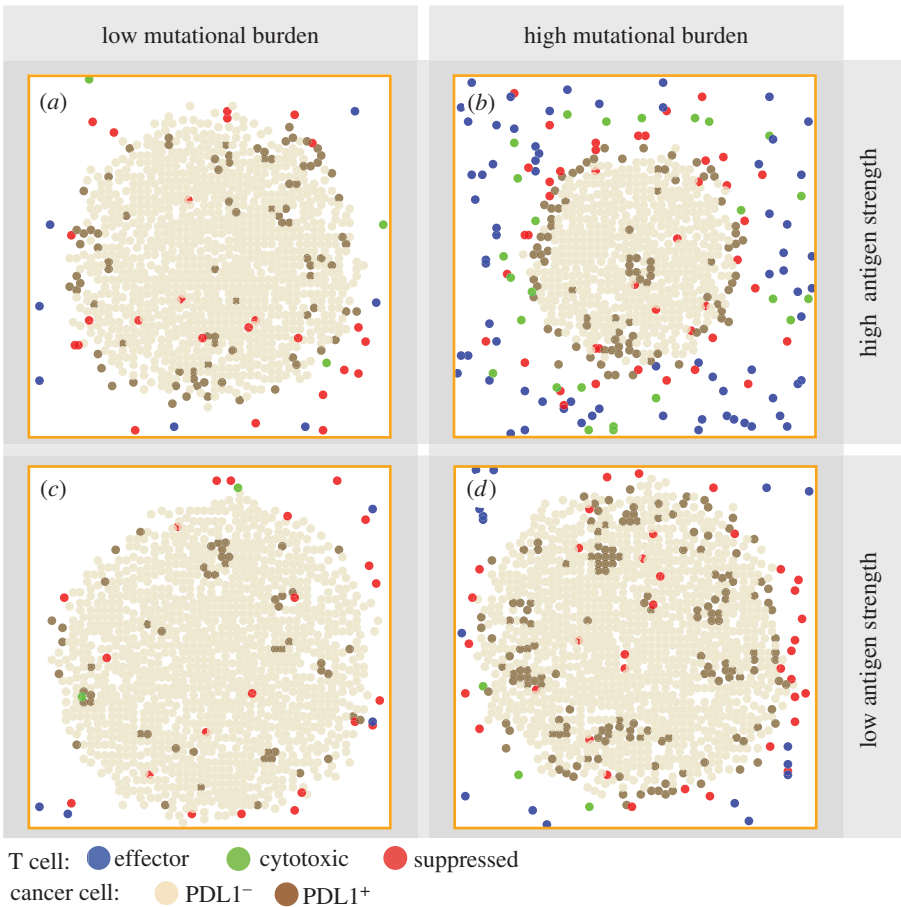 low mutational burden
high mutational burden
(a)
(b)
high antigen strength
(c)
(d)
low antigen strength
T cell: effector cytotoxic suppressed
cancer cell: PDL1⁻ PDL1⁺